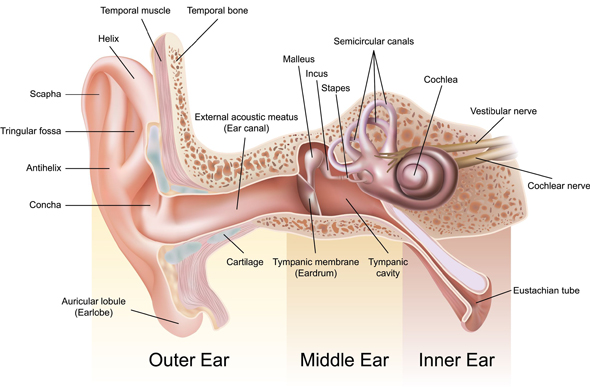 Temporal muscle
Temporal bone
Helix
Semicircular canals
Malleus
Incus
Stapes
Cochlea
Scapha
External acoustic meatus
(Ear canal)
Vestibular nerve
Tringular fossa
Antihelix
Cochlear nerve
Concha
Cartilage
Tympanic membrane
(Eardrum)
Tympanic
cavity
Eustachian tube
Auricular lobule
(Earlobe)
Outer Ear
Middle Ear
Inner Ear